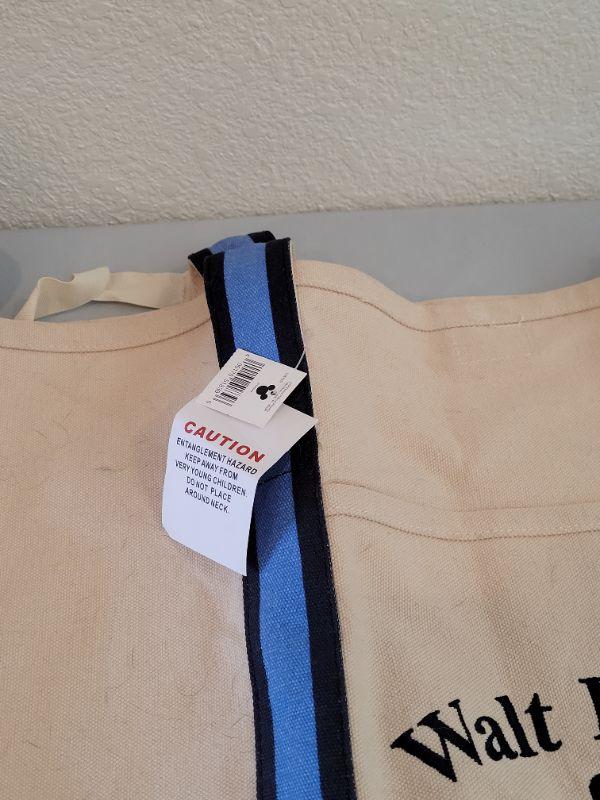 CAUTION
ENTANGLEMENT HAZARD
KEEP AWAY FROM
VERY YOUNG CHILDREN.
DO NOT PLACE
AROUND NECK.
Walt